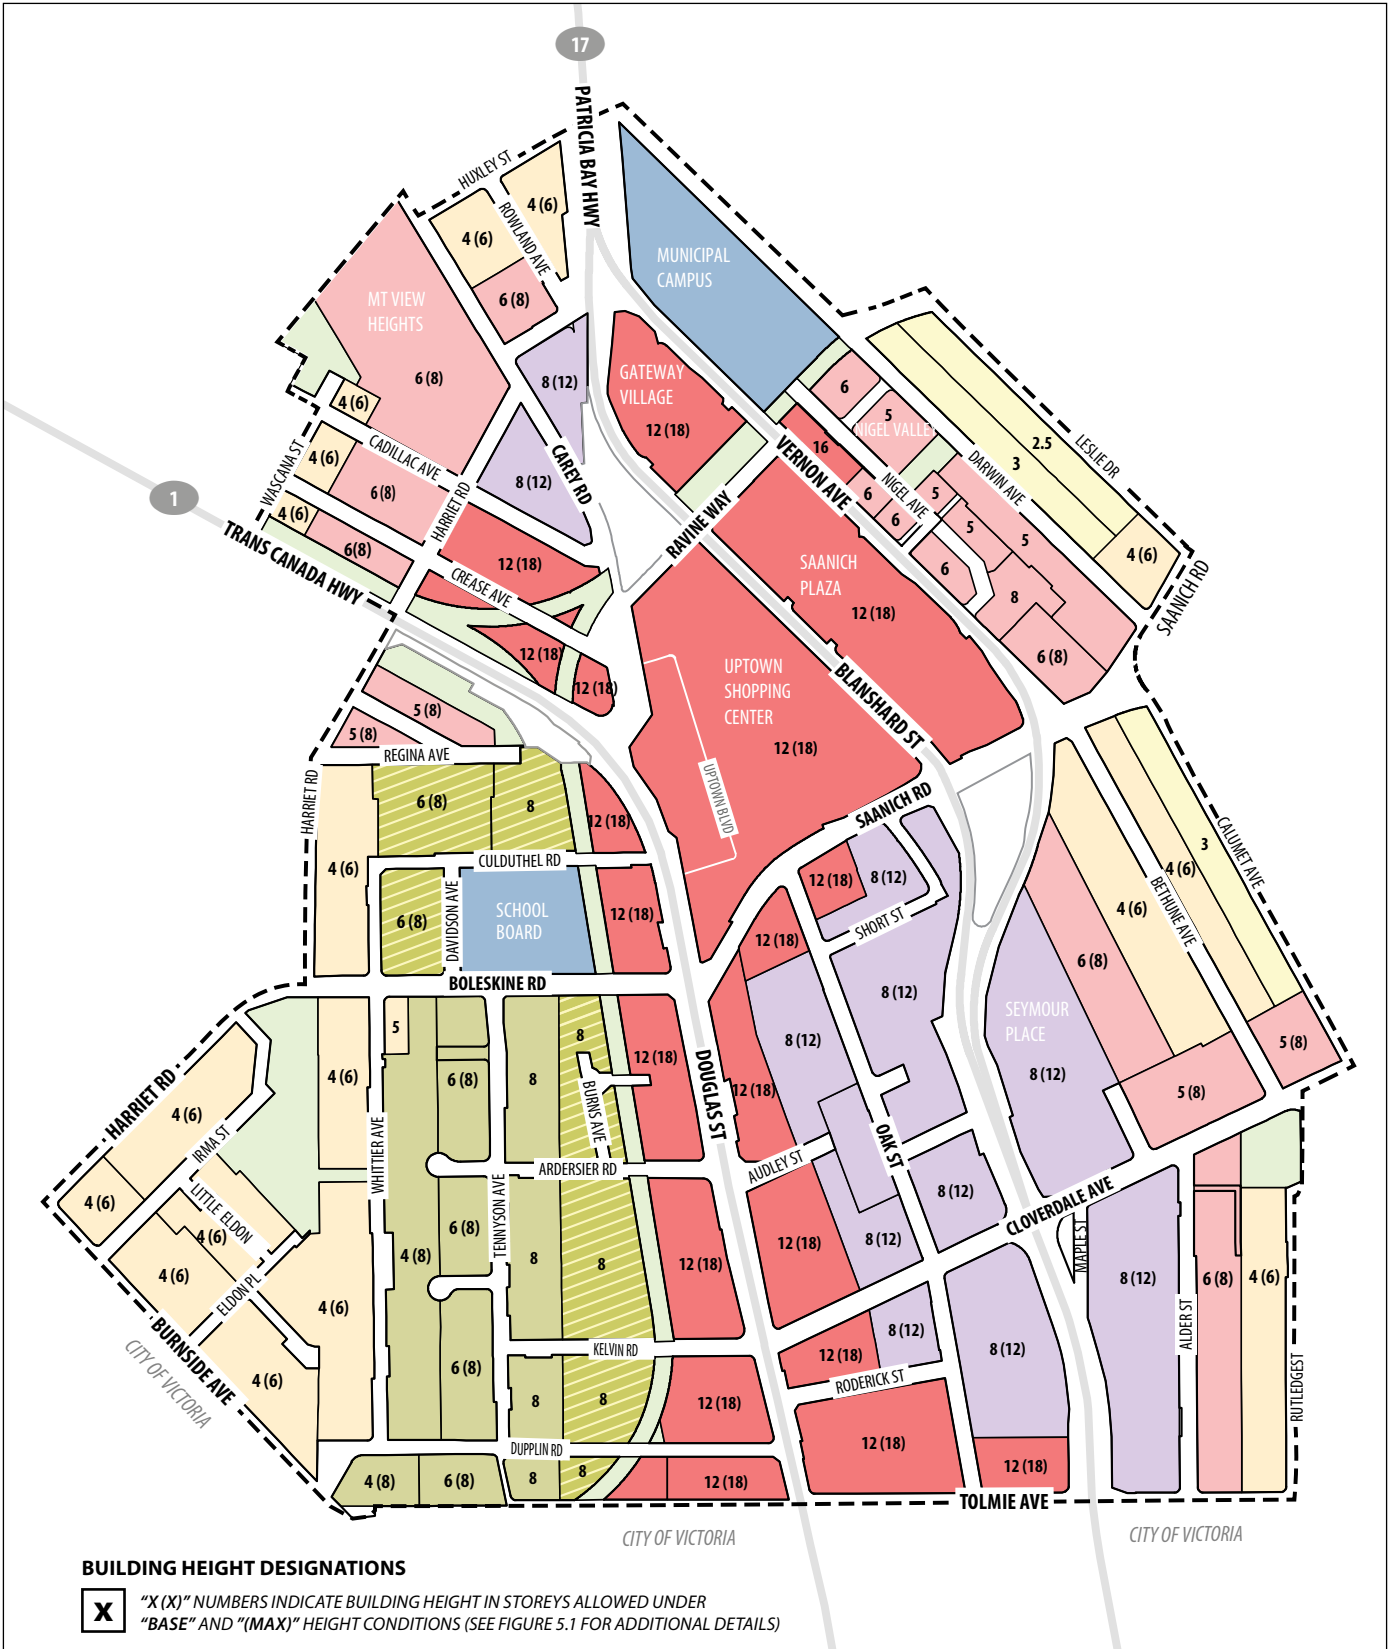 17
PATRICIA BAY HWY
HUXLEY ST
4 (6)
ROWLAND AVE
4 (6)
MUNICIPAL
CAMPUS
6 (8)
MT VIEW
HEIGHTS
6 (8)
8 (12)
GATEWAY
VILLAGE
12 (18)
4 (6)
6
5
NIGEL VALLEY
2.5
3
LESLIE DR
DARWIN AVE
16
VERNON AVE
CADILLAC AVE
WASCANA ST
4 (6)
6 (8)
CAREY RD
8 (12)
HARRIET RD
1
4 (6)
6(8)
TRANS CANADA HWY
RAVINE WAY
NIGEL AVE
6
6
5
5
5
4 (6)
6
8
6 (8)
SAANICH RD
12 (18)
CREASE AVE
SAANICH
PLAZA
12 (18)
12 (18)
12 (18)
UPTOWN
SHOPPING
CENTER
12 (18)
BLANSHARD ST
UPTOWN BLVD
5 (8)
5 (8)
REGINA AVE
HARRIET RD
6 (8)
8
12 (18)
SAANICH RD
CULDUTHEL RD
4 (6)
6 (8)
DAVIDSON AVE
SCHOOL
BOARD
12 (18)
12 (18)
8 (12)
SHORT ST
12 (18)
3
CALUMET AVE
4 (6)
BETHUNE AVE
4 (6)
6 (8)
BOLESKINE RD
8 (12)
SEYMOUR
PLACE
8 (12)
5 (8)
5 (8)
5
8
12 (18)
DOUGLAS ST
8 (12)
12 (18)
4 (6)
6 (8)
8
BURNS AVE
HARRIET RD
4 (6)
IRMA ST
WHITTIER AVE
ARDERSIER RD
AUDLEY ST
OAK ST
8 (12)
CLOVERDALE AVE
4 (6)
LITTLE ELDON
4 (6)
TENNYSON AVE
6 (8)
4 (8)
8
8
12 (18)
12 (18)
8 (12)
MAPLE ST
8 (12)
6 (8)
4 (6)
4 (6)
ELDON PL
4 (6)
BURNSIDE AVE
CITY OF VICTORIA
4 (6)
KELVIN RD
6 (8)
8
8
12 (18)
12 (18)
8 (12)
8 (12)
RODERICK ST
ALDER ST
RUTLEDGEST
DUPPLIN RD
12 (18)
4 (8)
6 (8)
8
8
12 (18)
12 (18)
TOLMIE AVE
CITY OF VICTORIA
CITY OF VICTORIA
BUILDING HEIGHT DESIGNATIONS
X
"X (X)" NUMBERS INDICATE BUILDING HEIGHT IN STOREYS ALLOWED UNDER
"BASE" AND "(MAX)" HEIGHT CONDITIONS (SEE FIGURE 5.1 FOR ADDITIONAL DETAILS)